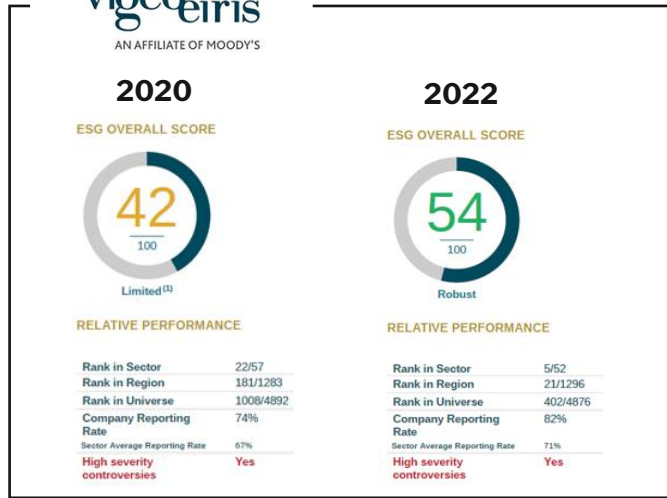 vigeo eiris
AN AFFILIATE OF MOODY'S
2020
ESG OVERALL SCORE
42
100
Limited (1)
RELATIVE PERFORMANCE
Rank in Sector 22/57
Rank in Region 181/1283
Rank in Universe 1008/4892
Company Reporting 74%
Rate
Sector Average Reporting Rate 67%
High severity Yes
controversies
2022
ESG OVERALL SCORE
54
100
Robust
RELATIVE PERFORMANCE
Rank in Sector 5/52
Rank in Region 21/1296
Rank in Universe 402/4876
Company Reporting 82%
Rate
Sector Average Reporting Rate 71%
High severity Yes
controversies